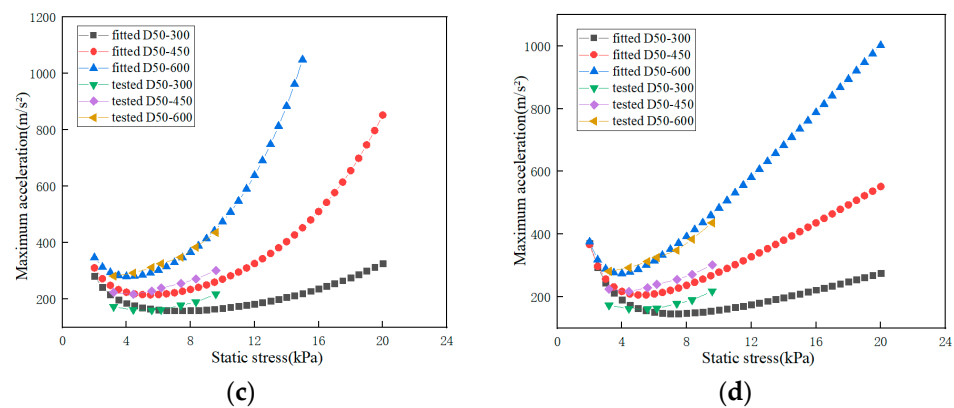 1200
1000
800
600
400
200
Maximum acceleration(m/s²)
fitted D50-300
fitted D50-450
fitted D50-600
tested D50-300
tested D50-450
tested D50-600
0 4 8 12 16 20 24
Static stress(kPa)
(c)
1000
800
600
400
200
Maximum acceleration(m/s²)
fitted D50-300
fitted D50-450
fitted D50-600
tested D50-300
tested D50-450
tested D50-600
0 4 8 12 16 20 24
Static stress(kPa)
(d)